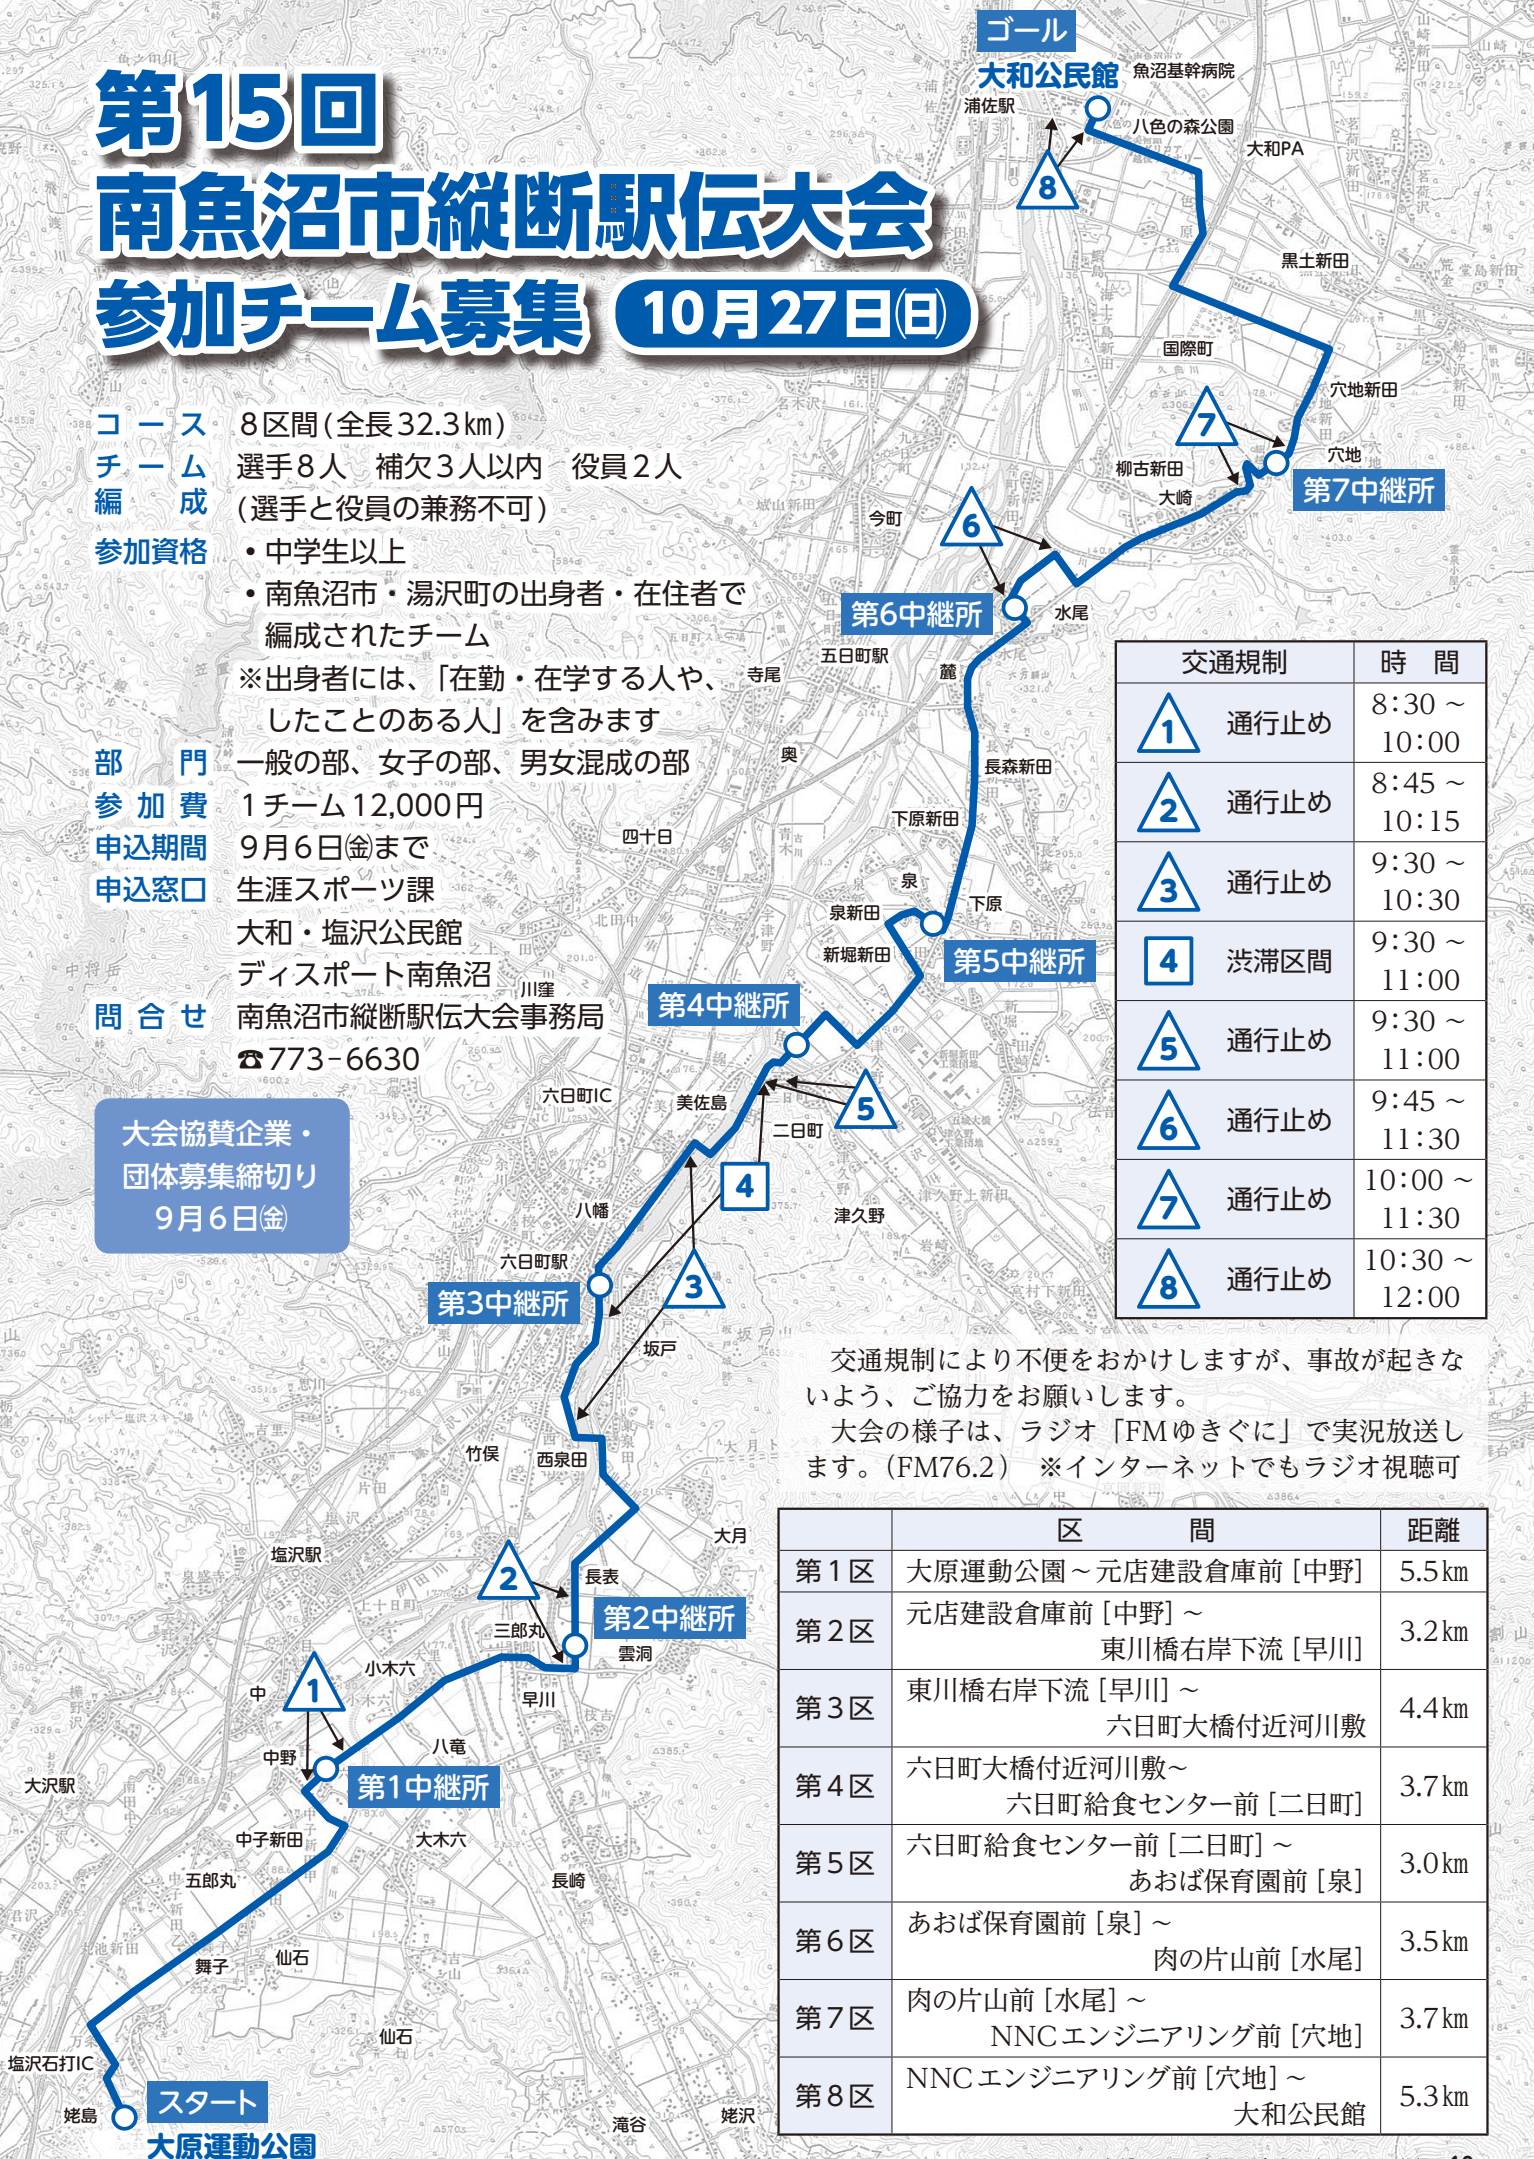 第15回
南魚沼市縦断駅伝大会
参加チーム募集 10月27日㈰
コース 8区間(全長32.3㎞)
チーム編成 選手8人 補欠3人以内 役員2人
(選手と役員の兼務不可)
参加資格 ・中学生以上
・南魚沼市・湯沢町の出身者・在住者で
編成されたチーム
※出身者には、「在勤・在学する人や、
したことのある人」を含みます
部門 一般の部、女子の部、男女混成の部
参加費 1チーム12,000円
申込期間 9月6日㈮まで
申込窓口 生涯スポーツ課
大和・塩沢公民館
ディスポート南魚沼
問合せ 南魚沼市縦断駅伝大会事務局
☎773-6630
大会協賛企業・
団体募集締切り
9月6日㈮
ゴール
大和公民館
魚沼基幹病院
浦佐駅
八色の森公園
大和PA
8
黒土新田
国際町
穴地新田
7
穴地
柳古新田
第7中継所
大崎
今町
6
第6中継所
水尾
五日町駅
麓
寺尾
奥
長森新田
下原新田
四十日
泉
下原
泉新田
新堀新田
第5中継所
川窪
第4中継所
六日町IC
美佐島
5
二日町
4
八幡
津久野
六日町駅
3
第3中継所
坂戸
竹俣
西泉田
大月
塩沢駅
2
長表
第2中継所
三郎丸
雲洞
小木六
中
1
早川
八竜
中野
大沢駅
第1中継所
中子新田
大木六
五郎丸
長崎
舞子
仙石
仙石
塩沢石打IC
姥島
スタート
大原運動公園
滝谷
姥沢
交通規制 時間
1 通行止め 8:30~
10:00
2 通行止め 8:45~
10:15
3 通行止め 9:30~
10:30
4 渋滞区間 9:30~
11:00
5 通行止め 9:30~
11:00
6 通行止め 9:45~
11:30
7 通行止め 10:00~
11:30
8 通行止め 10:30~
12:00
交通規制により不便をおかけしますが、事故が起きな
いよう、ご協力をお願いします。
大会の様子は、ラジオ「FMゆきぐに」で実況放送し
ます。(FM76.2) ※インターネットでもラジオ視聴可
区間 距離
第1区 大原運動公園~元店建設倉庫前[中野] 5.5㎞
第2区 元店建設倉庫前[中野]~
東川橋右岸下流[早川] 3.2㎞
第3区 東川橋右岸下流[早川]~
六日町大橋付近河川敷 4.4㎞
第4区 六日町大橋付近河川敷~
六日町給食センター前[二日町] 3.7㎞
第5区 六日町給食センター前[二日町]~
あおば保育園前[泉] 3.0㎞
第6区 あおば保育園前[泉]~
肉の片山前[水尾] 3.5㎞
第7区 肉の片山前[水尾]~
NNCエンジニアリング前[穴地] 3.7㎞
第8区 NNCエンジニアリング前[穴地]~
大和公民館 5.3㎞